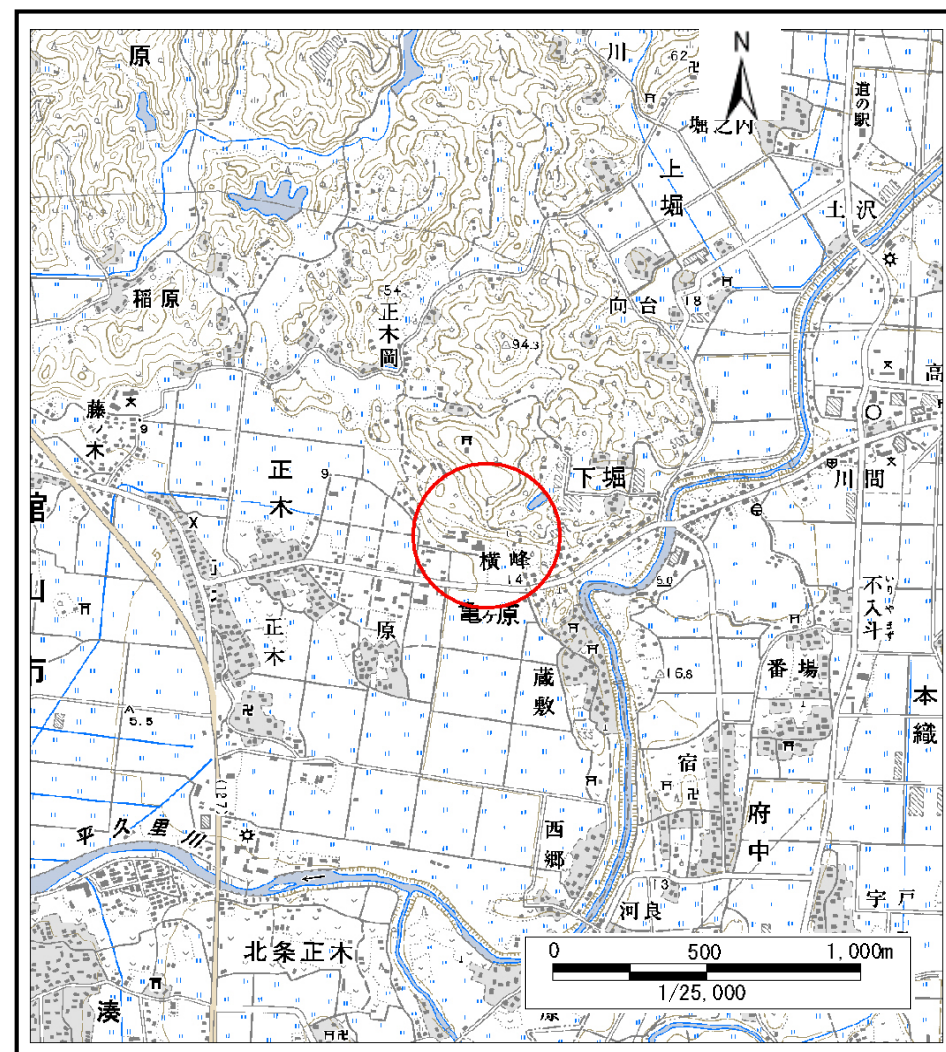 原
川
62
N
堀之内
道の駅
上堀
土沢
稲原
54
正木岡
向台
18
94.3
高
藤ノ木
9
正木
9
下堀
川間
館山市
5
横峰
14
亀ヶ原
6.0
不入斗
いりやまず
正木
原
蔵敷
16.8
番場
本織
5.5
宿
府中
(127)
平久里川
西郷
13
河良
宇戸
北条正木
湊
0 500 1,000m
1/25,000